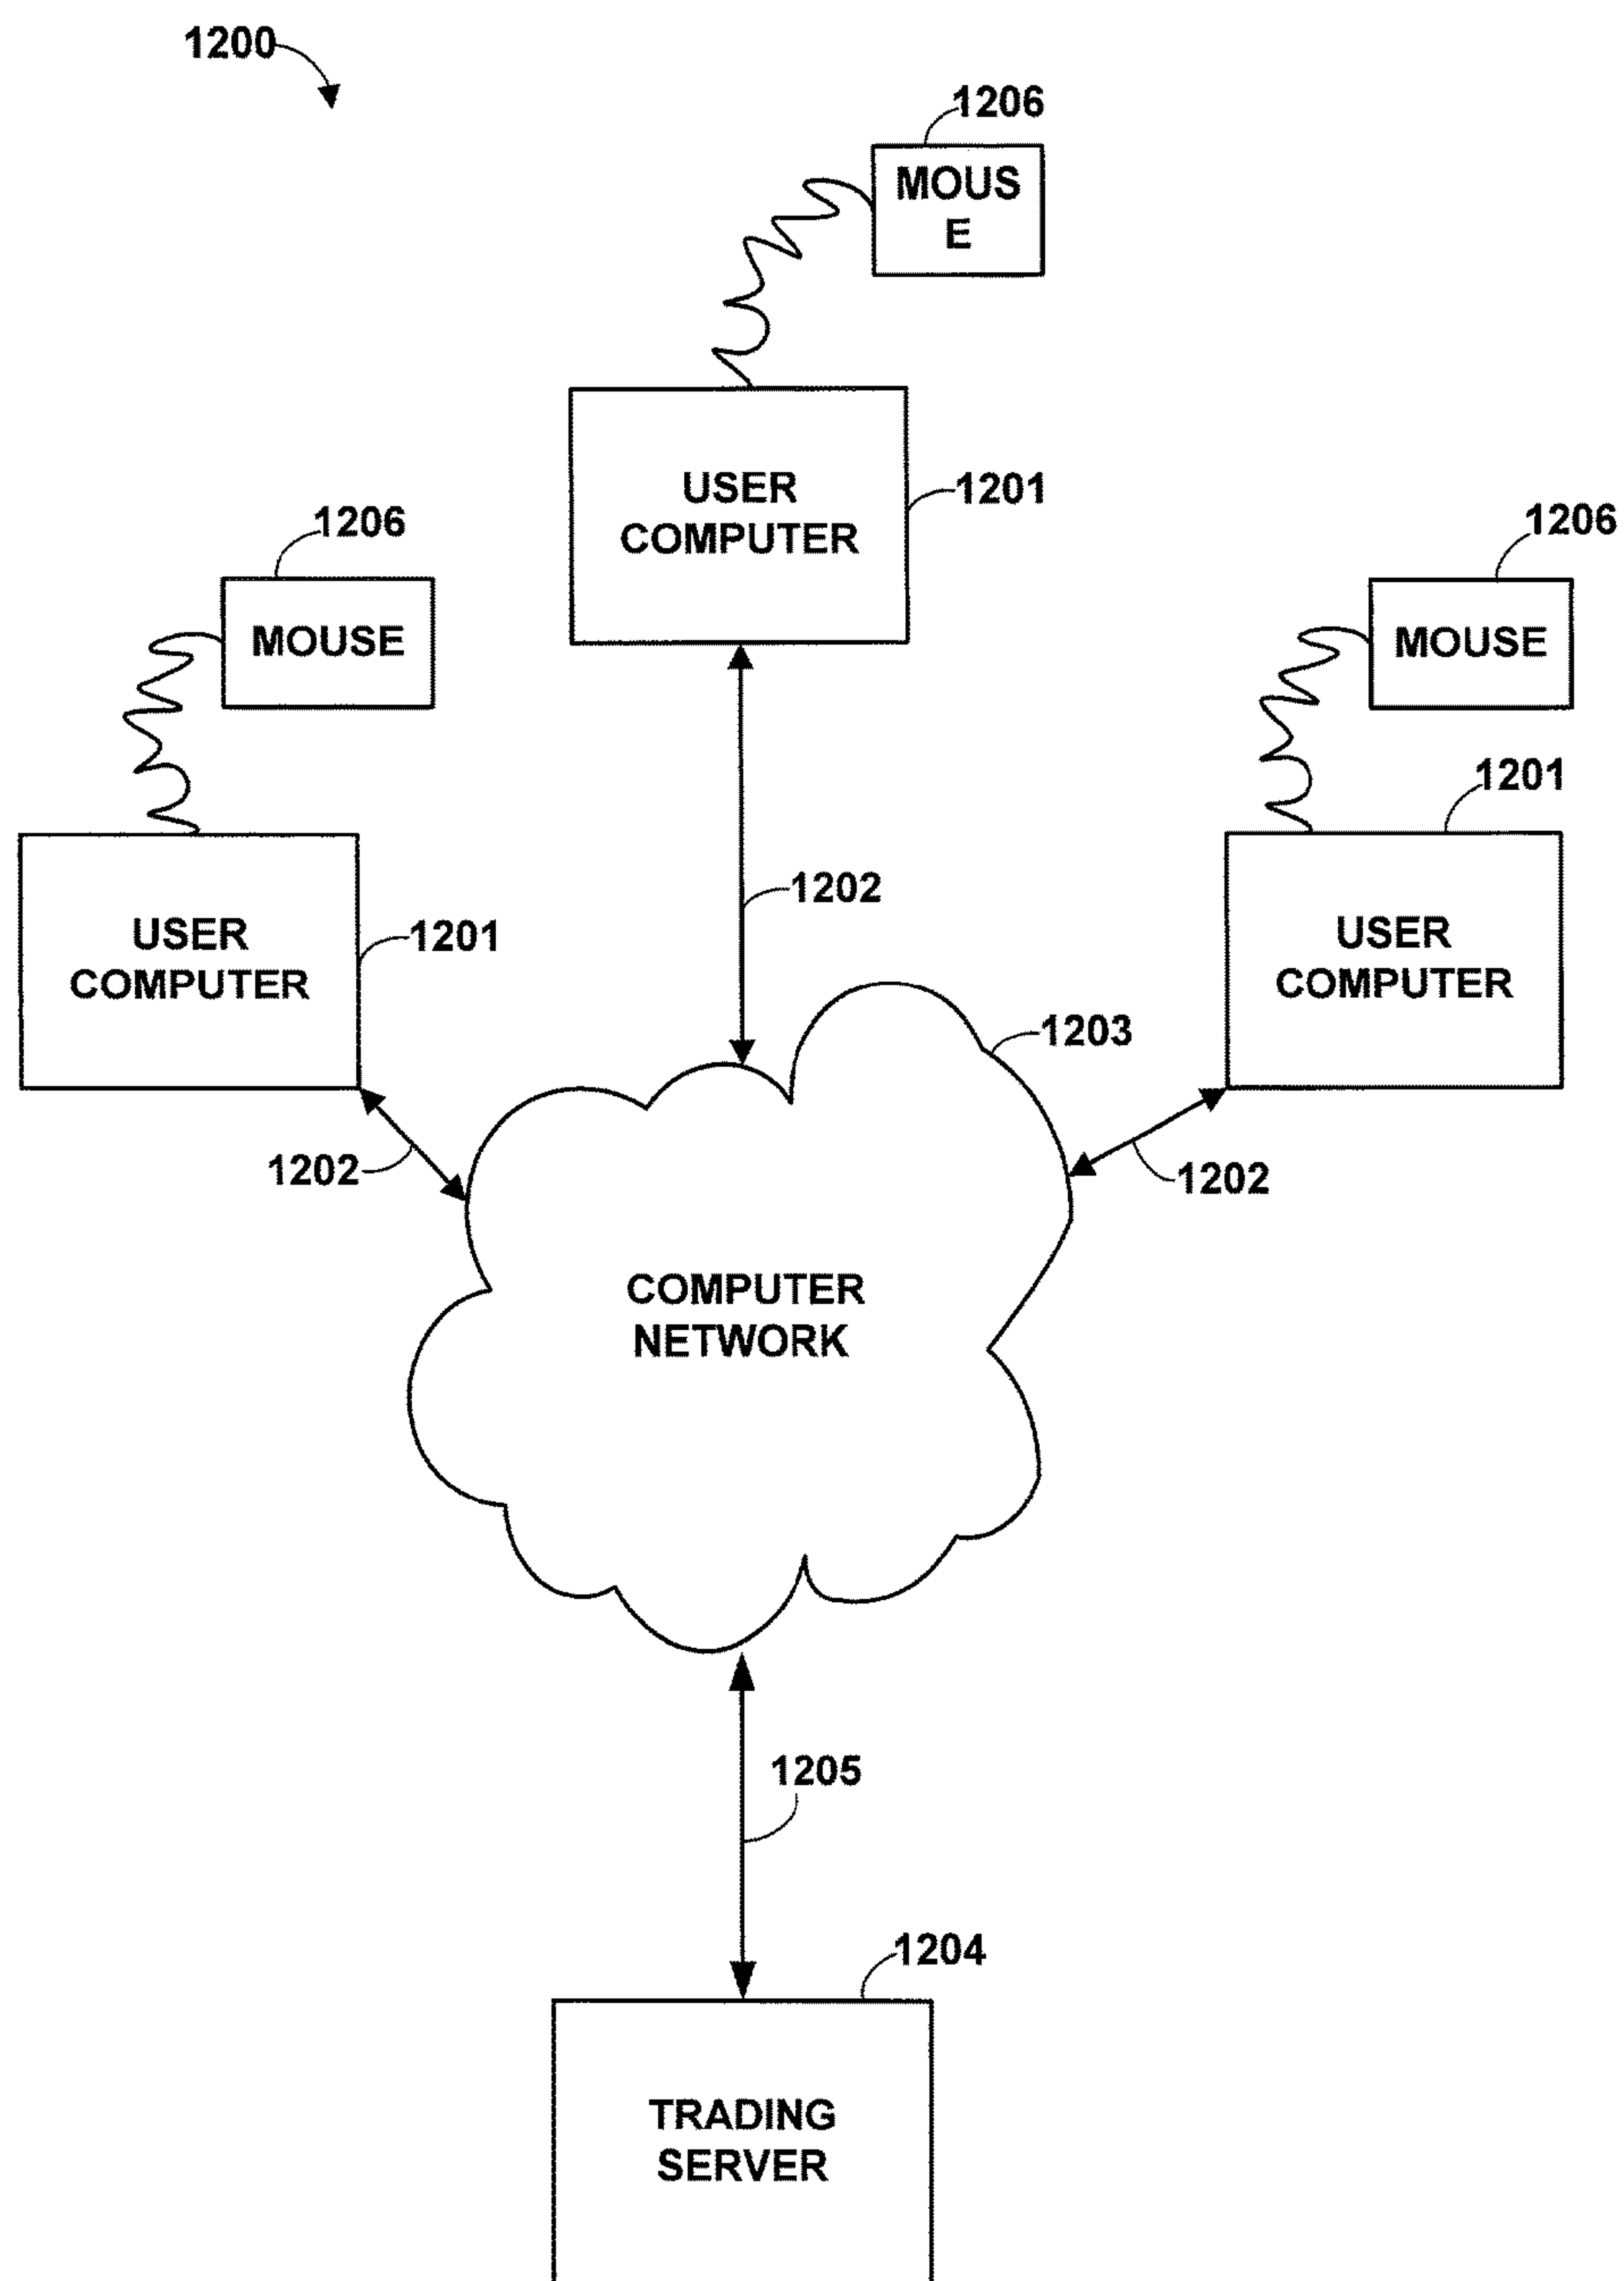 1200
1206
MOUS
E
USER
COMPUTER
1201
1206
MOUSE
1206
MOUSE
1201
USER
COMPUTER
1201
1202
USER
COMPUTER
1203
1202
1202
COMPUTER
NETWORK
1205
1204
TRADING
SERVER